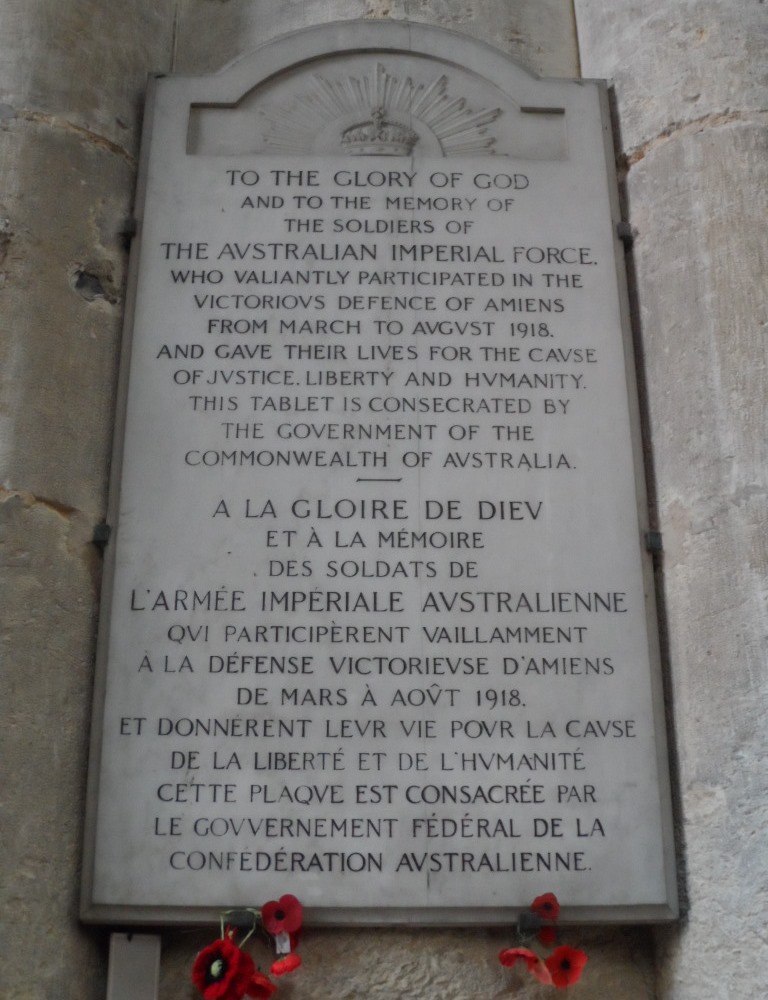 TO THE GLORY OF GOD
AND TO THE MEMORY OF
THE SOLDIERS OF
THE AVSTRALIAN IMPERIAL FORCE.
WHO VALIANTLY PARTICIPATED IN THE
VICTORIOVS DEFENCE OF AMIENS
FROM MARCH TO AVGVST 1918.
AND GAVE THEIR LIVES FOR THE CAVSE
OF JVSTICE. LIBERTY AND HVMANITY.
THIS TABLET IS CONSECRATED BY
THE GOVERNMENT OF THE
COMMONWEALTH OF AVSTRALIA.
A LA GLOIRE DE DIEV
ET À LA MÉMOIRE
DES SOLDATS DE
L'ARMÉE IMPÉRIALE AVSTRALIENNE
QVI PARTICIPÈRENT VAILLAMMENT
À LA DÉFENSE VICTORIEVSE D'AMIENS
DE MARS À AOÛT 1918.
ET DONNÈRENT LEVR VIE POVR LA CAVSE
DE LA LIBERTÉ ET DE L'HVMANITÉ
CETTE PLAQVE EST CONSACRÉE PAR
LE GOVVERNEMENT FÉDÉRAL DE LA
CONFÉDÉRATION AVSTRALIENNE.